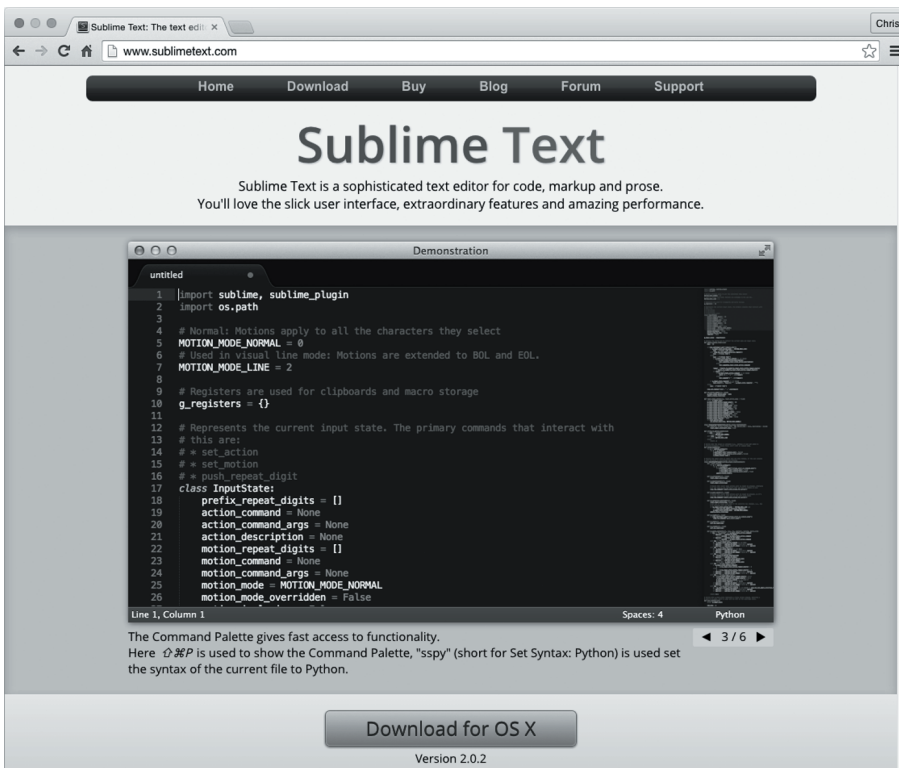 Sublime Text: The text edit
Chris
www.sublimetext.com
Home Download Buy Blog Forum Support
Sublime Text
Sublime Text is a sophisticated text editor for code, markup and prose.
You'll love the slick user interface, extraordinary features and amazing performance.
Demonstration
untitled
1 import sublime, sublime_plugin
2 import os.path
3
4 # Normal: Motions apply to all the characters they select
5 MOTION_MODE_NORMAL = 0
6 # Used in visual line mode: Motions are extended to BOL and EOL.
7 MOTION_MODE_LINE = 2
8
9 # Registers are used for clipboards and macro storage
10 g_registers = {}
11
12 # Represents the current input state. The primary commands that interact with
13 # this are:
14 # * set_action
15 # * set_motion
16 # * push_repeat_digit
17 class InputState:
18 prefix_repeat_digits = []
19 action_command = None
20 action_command_args = None
21 action_description = None
22 motion_repeat_digits = []
23 motion_command = None
24 motion_command_args = None
25 motion_mode = MOTION_MODE_NORMAL
26 motion_mode_overridden = False
Line 1, Column 1 Spaces: 4 Python
The Command Palette gives fast access to functionality.
3 / 6
Here ⇧⌘P is used to show the Command Palette, "sspy" (short for Set Syntax: Python) is used set
the syntax of the current file to Python.
Download for OS X
Version 2.0.2